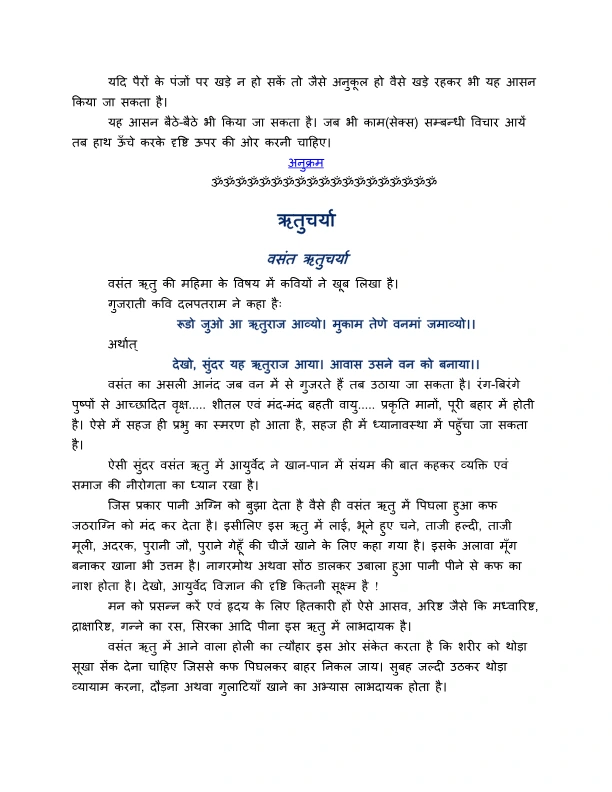 यदि पैरों के पंजों पर खड़े न हो सकें तो जैसे अनुकूल हो वैसे खड़े रहकर भी यह आसन
किया जा सकता है।
यह आसन बैठे-बैठे भी किया जा सकता है। जब भी काम(सेक्स) सम्बन्धी विचार आयें
तब हाथ ऊँचे करके दृष्टि ऊपर की ओर करनी चाहिए।
अनुक्रम
ॐॐॐॐॐॐॐॐॐॐॐॐॐॐॐॐॐॐॐ
ऋतुचर्या
वसंत ऋतुचर्या
वसंत ऋतु की महिमा के विषय में कवियों ने खूब लिखा है।
गुजराती कवि दलपतराम ने कहा हैः
रूडो जुओ आ ऋतुराज आव्यो। मुकाम तेणे वनमां जमाव्यो।।
अर्थात्
देखो, सुंदर यह ऋतुराज आया। आवास उसने वन को बनाया।।
वसंत का असली आनंद जब वन में से गुजरते हैं तब उठाया जा सकता है। रंग-बिरंगे
पुष्पों से आच्छादित वृक्ष..... शीतल एवं मंद-मंद बहती वायु..... प्रकृति मानों, पूरी बहार में होती
है। ऐसे में सहज ही प्रभु का स्मरण हो आता है, सहज ही में ध्यानावस्था में पहुँचा जा सकता
है।
ऐसी सुंदर वसंत ऋतु में आयुर्वेद ने खान-पान में संयम की बात कहकर व्यक्ति एवं
समाज की नीरोगता का ध्यान रखा है।
जिस प्रकार पानी अग्नि को बुझा देता है वैसे ही वसंत ऋतु में पिघला हुआ कफ
जठराग्नि को मंद कर देता है। इसीलिए इस ऋतु में लाई, भूने हुए चने, ताजी हल्दी, ताजी
मूली, अदरक, पुरानी जौ, पुराने गेहूँ की चीजें खाने के लिए कहा गया है। इसके अलावा मूँग
बनाकर खाना भी उत्तम है। नागरमोथ अथवा सोंठ डालकर उबाला हुआ पानी पीने से कफ का
नाश होता है। देखो, आयुर्वेद विज्ञान की दृष्टि कितनी सूक्ष्म है !
मन को प्रसन्न करें एवं हृदय के लिए हितकारी हों ऐसे आसव, अरिष्ट जैसे कि मध्वारिष्ट,
द्राक्षारिष्ट, गन्ने का रस, सिरका आदि पीना इस ऋतु में लाभदायक है।
वसंत ऋतु में आने वाला होली का त्यौहार इस ओर संकेत करता है कि शरीर को थोड़ा
सूखा सेंक देना चाहिए जिससे कफ पिघलकर बाहर निकल जाय। सुबह जल्दी उठकर थोड़ा
व्यायाम करना, दौड़ना अथवा गुलाटियाँ खाने का अभ्यास लाभदायक होता है।